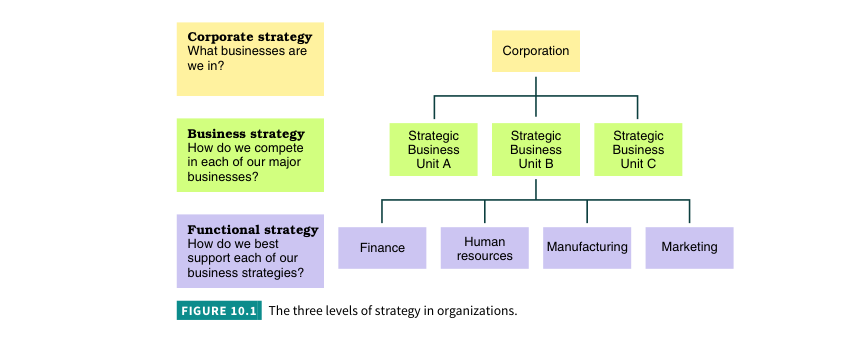 Corporate strategy
What businesses are
we in?
Corporation
Business strategy
How do we compete
in each of our major
businesses?
Strategic
Business
Unit A
Strategic
Business
Unit B
Strategic
Business
Unit C
Functional strategy
How do we best
support each of our
business strategies?
Finance
Human
resources
Manufacturing
Marketing
FIGURE 10.1 The three levels of strategy in organizations.